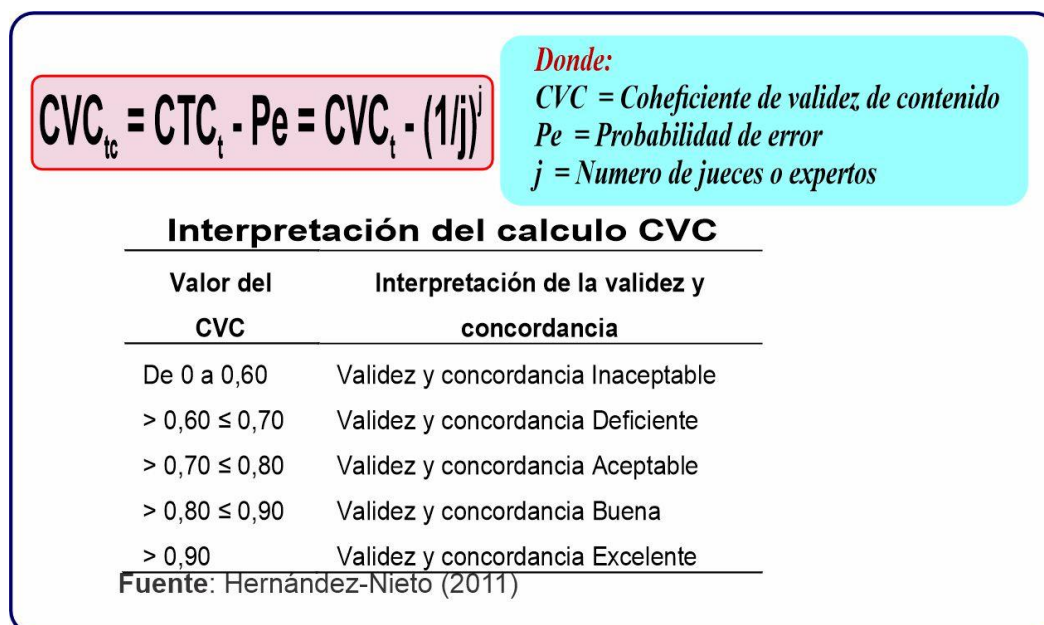 CVCtc = CTCt - Pe = CVCt - (1/j)^j
Donde:
CVC = Coheficiente de validez de contenido
Pe = Probabilidad de error
j = Numero de jueces o expertos
Interpretación del calculo CVC
Valor del CVC Interpretación de la validez y concordancia
De 0 a 0,60 Validez y concordancia Inaceptable
> 0,60 ≤ 0,70 Validez y concordancia Deficiente
> 0,70 ≤ 0,80 Validez y concordancia Aceptable
> 0,80 ≤ 0,90 Validez y concordancia Buena
> 0,90 Validez y concordancia Excelente
Fuente: Hernández-Nieto (2011)